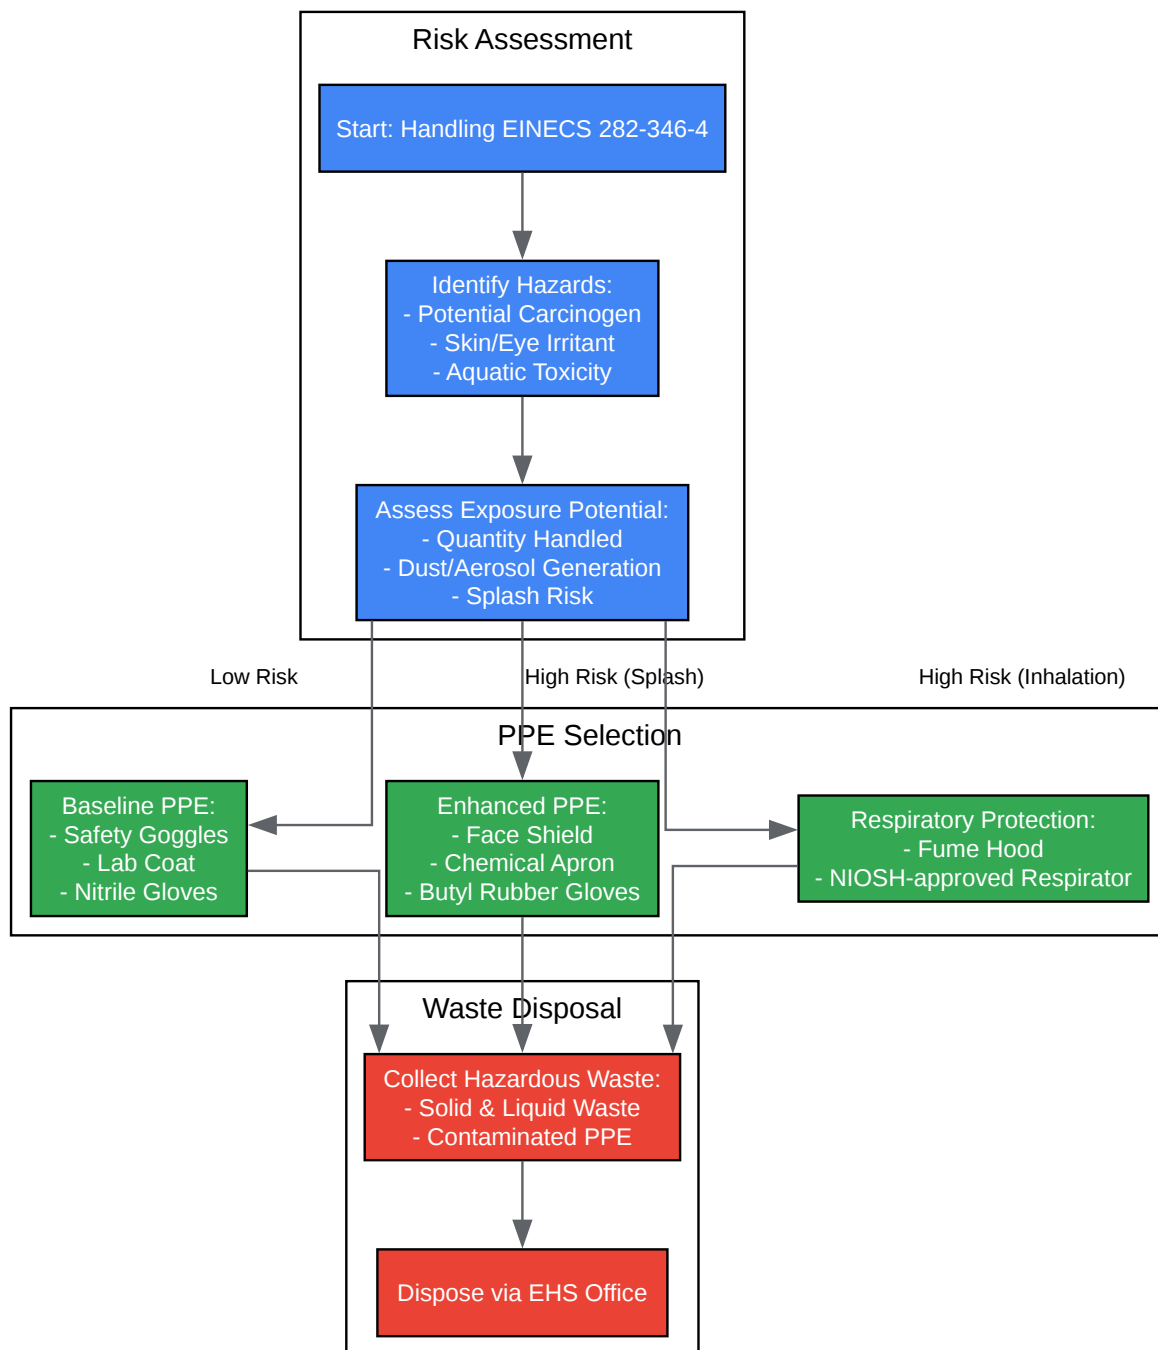 Risk Assessment
Start: Handling EINECS 282-346-4
Identify Hazards:
- Potential Carcinogen
- Skin/Eye Irritant
- Aquatic Toxicity
Assess Exposure Potential:
- Quantity Handled
- Dust/Aerosol Generation
- Splash Risk
Low Risk
High Risk (Splash)
High Risk (Inhalation)
PPE Selection
Baseline PPE:
- Safety Goggles
- Lab Coat
- Nitrile Gloves
Enhanced PPE:
- Face Shield
- Chemical Apron
- Butyl Rubber Gloves
Respiratory Protection:
- Fume Hood
- NIOSH-approved Respirator
Waste Disposal
Collect Hazardous Waste:
- Solid & Liquid Waste
- Contaminated PPE
Dispose via EHS Office